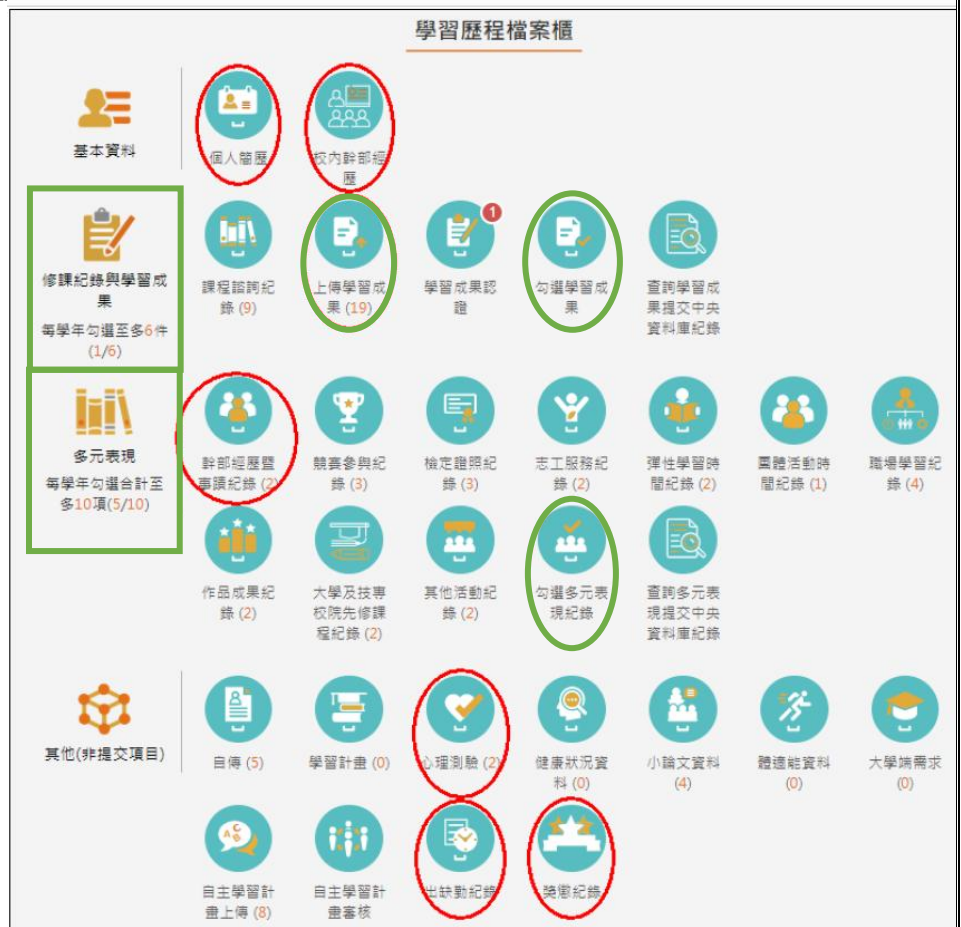 學習歷程檔案櫃
基本資料
個人簡歷
校內幹部經
歷
修課紀錄與學習成
果
每學年勾選至多6件
(1/6)
課程諮詢紀
錄 (9)
上傳學習成
果 (19)
1
學習成果認
證
勾選學習成
果
查詢學習成
果提交中央
資料庫紀錄
多元表現
每學年勾選合計至
多10項(5/10)
幹部經歷暨
事蹟紀錄 (2)
競賽參與紀
錄 (3)
檢定證照紀
錄 (3)
志工服務紀
錄 (2)
彈性學習時
間紀錄 (2)
團體活動時
間紀錄 (1)
職場學習紀
錄 (4)
作品成果紀
錄 (2)
大學及技專
校院先修課
程紀錄 (2)
其他活動紀
錄 (2)
勾選多元表
現紀錄
查詢多元表
現提交中央
資料庫紀錄
其他(非提交項目)
自傳 (5)
學習計畫 (0)
心理測驗 (2)
健康狀況資
料 (0)
小論文資料
(4)
體適能資料
(0)
大學端需求
(0)
自主學習計
畫上傳 (8)
自主學習計
畫審核
出缺勤紀錄
獎懲紀錄